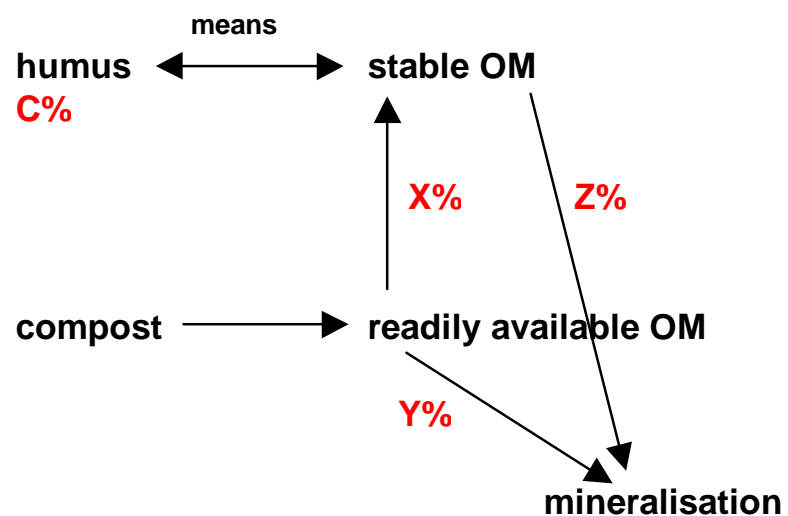 means
humus
stable OM
C%
X%
Z%
compost
readily available OM
Y%
mineralisation